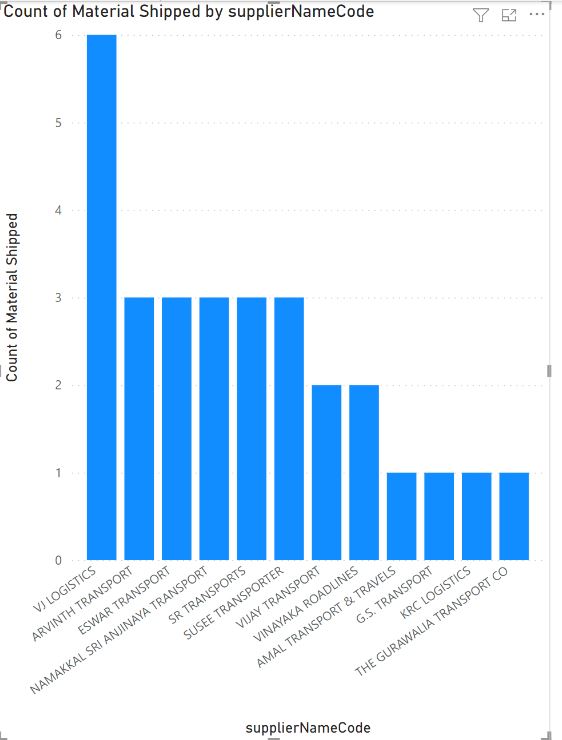 Count of Material Shipped by supplierNameCode
6
5
4
3
2
1
0
Count of Material Shipped
VJ LOGISTICS
ARVINTH TRANSPORT
ESWAR TRANSPORT
NAMAKKAL SRI ANJINAYA TRANSPORT
SR TRANSPORTS
SUSEE TRANSPORTER
VIJAY TRANSPORT
VINAYAKA ROADLINES
AMAL TRANSPORT & TRAVELS
G.S. TRANSPORT
KRC LOGISTICS
THE GURAWALIA TRANSPORT CO
supplierNameCode